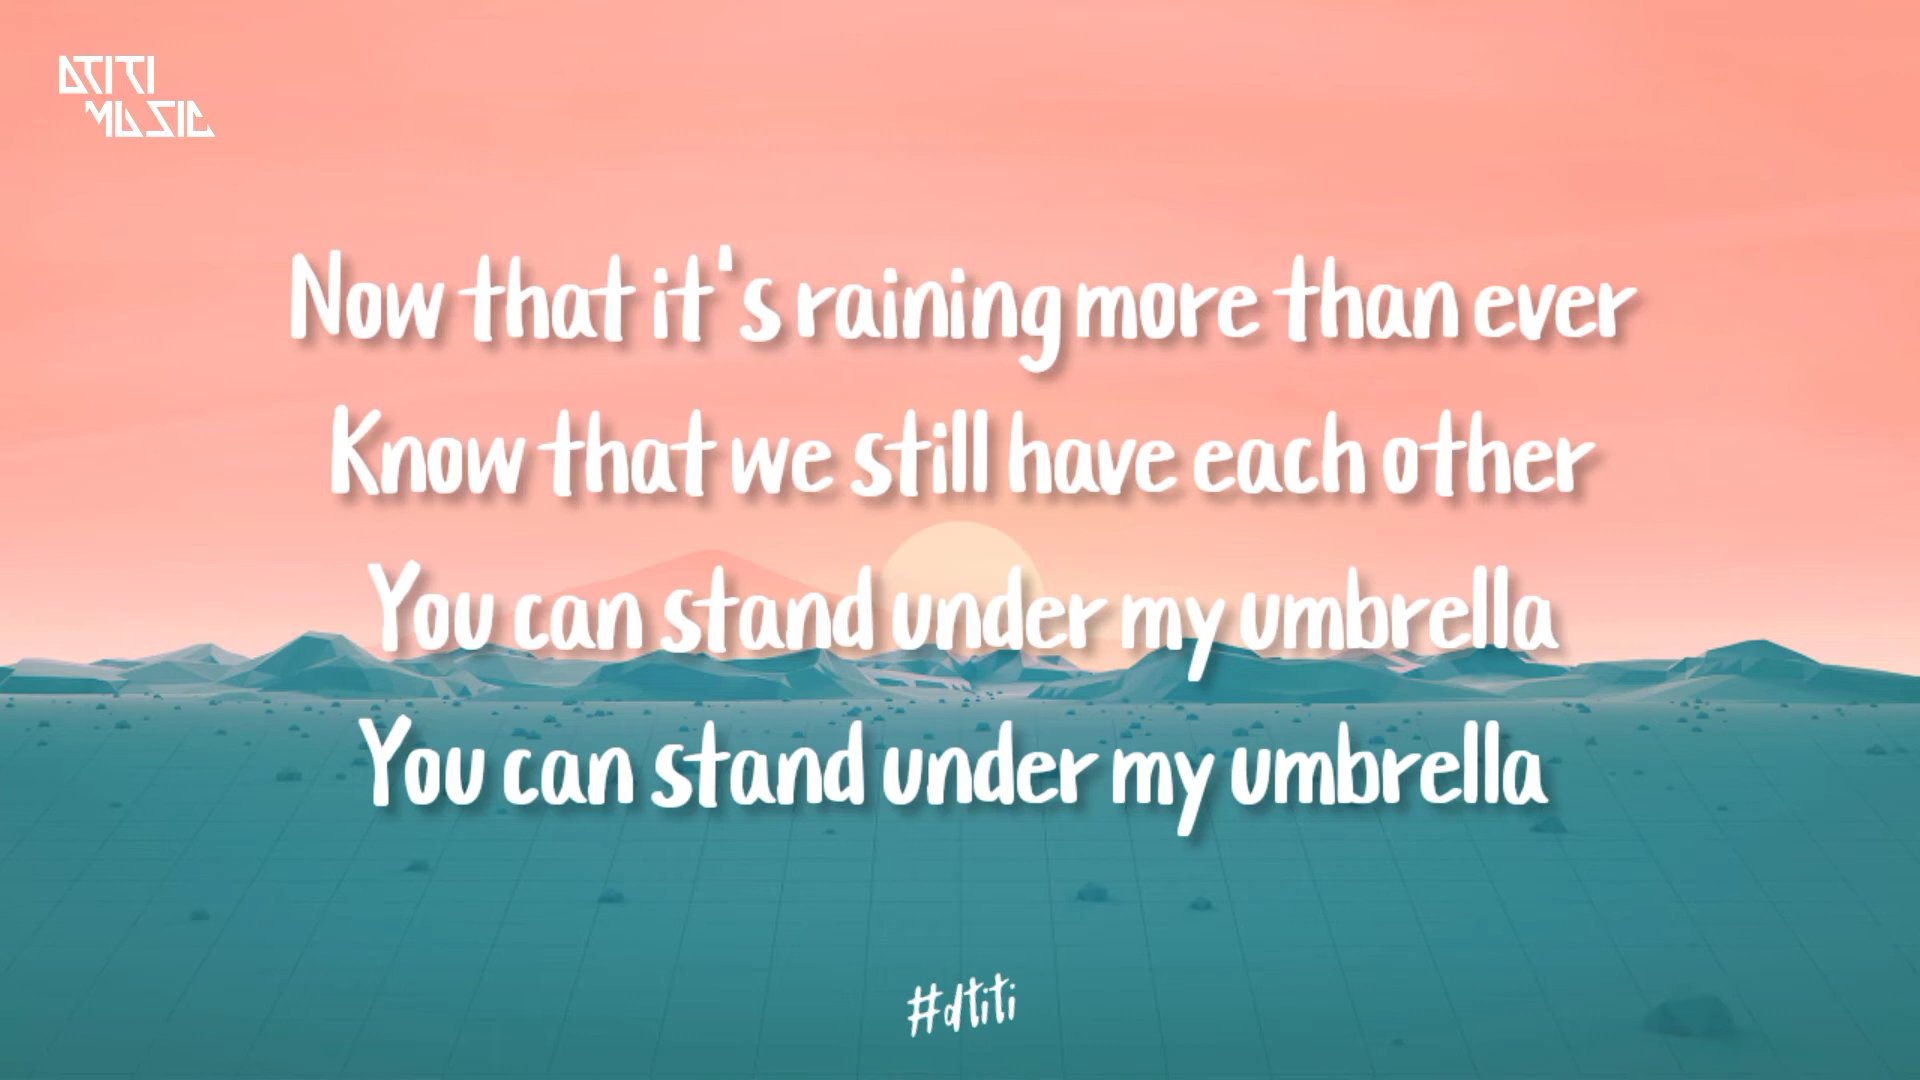 DTITI
MUSIC
Now that it's raining more than ever
Know that we still have each other
You can stand under my umbrella
You can stand under my umbrella
#dtiti